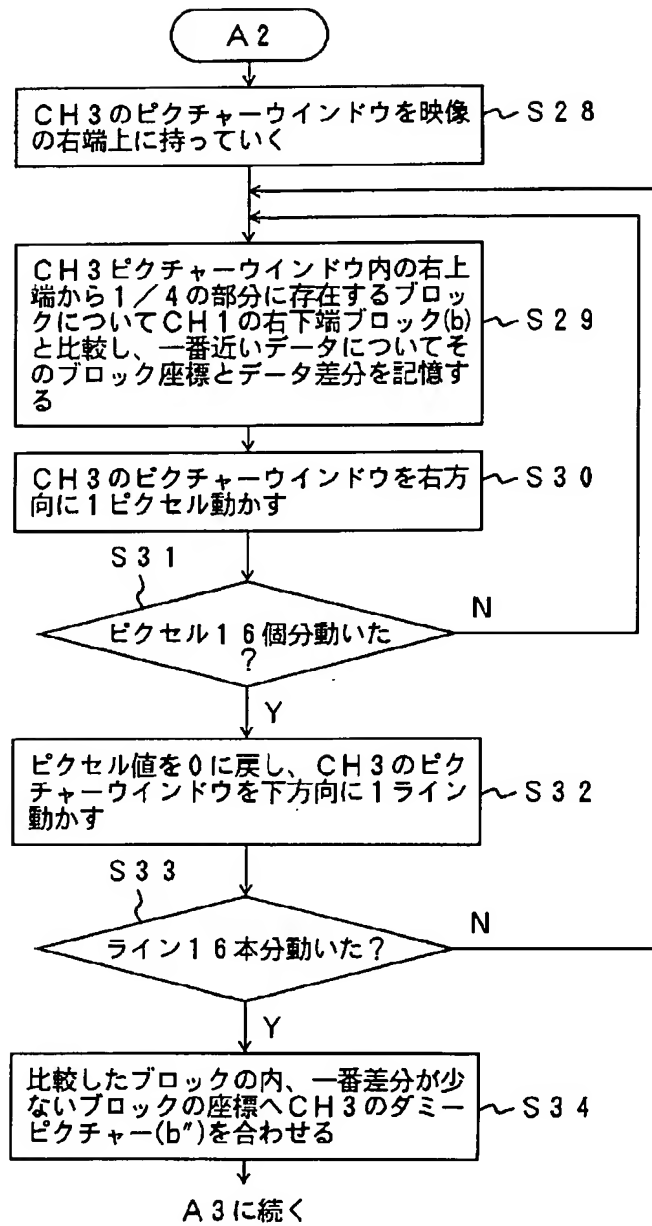 A2
CH3のピクチャーウインドウを映像
の右端上に持っていく
S28
CH3ピクチャーウインドウ内の右上
端から1/4の部分に存在するブロッ
クについてCH1の右下端ブロック(b)
と比較し、一番近いデータについてそ
のブロック座標とデータ差分を記憶す
る
S29
CH3のピクチャーウインドウを右方
向に1ピクセル動かす
S30
S31
ピクセル16個分動いた
?
N
Y
ピクセル値を0に戻し、CH3のピク
チャーウインドウを下方向に1ライン
動かす
S32
S33
ライン16本分動いた?
N
Y
比較したブロックの内、一番差分が少
ないブロックの座標へCH3のダミー
ピクチャー(b")を合わせる
S34
A3に続く